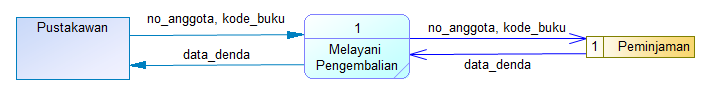 Pustakawan
no_anggota, kode_buku
data_denda
1
Melayani
Pengembalian
no_anggota, kode_buku
data_denda
1 Peminjaman